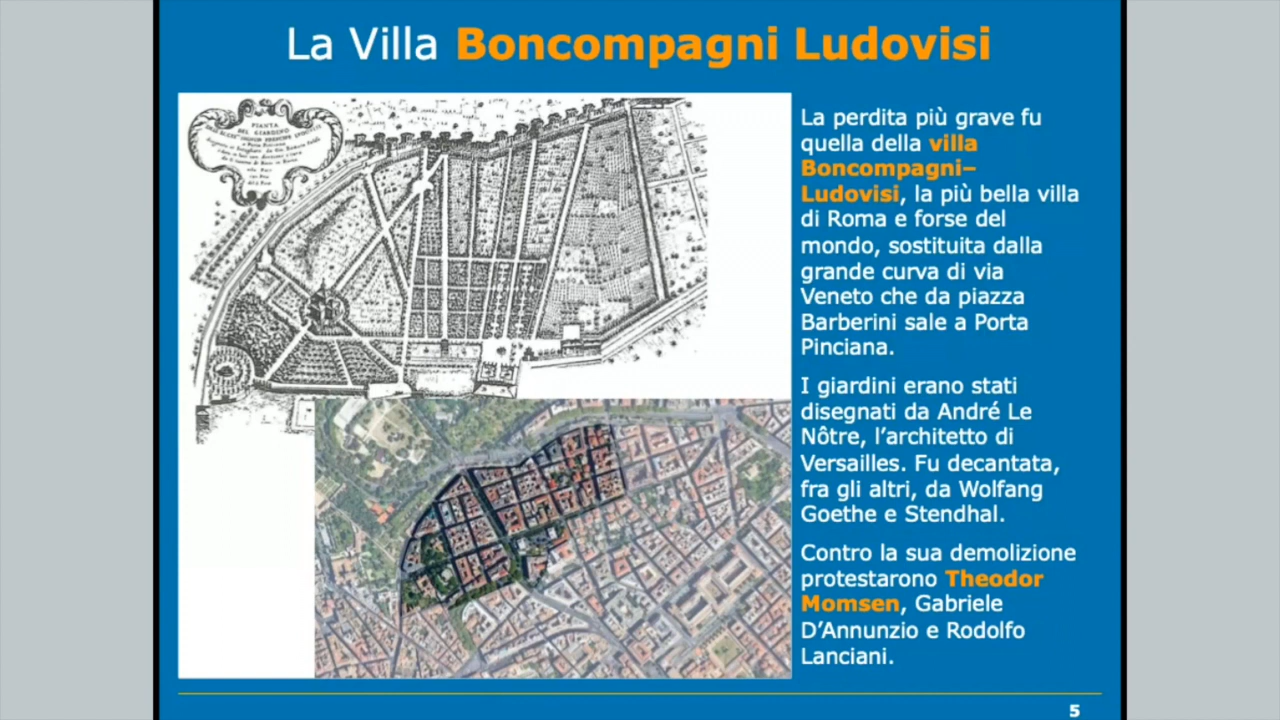 La Villa Boncompagni Ludovisi
PIANTA
DEL GIARDINO
La perdita più grave fu
quella della villa
Boncompagni–
Ludovisi, la più bella villa
di Roma e forse del
mondo, sostituita dalla
grande curva di via
Veneto che da piazza
Barberini sale a Porta
Pinciana.
I giardini erano stati
disegnati da André Le
Nôtre, l’architetto di
Versailles. Fu decantata,
fra gli altri, da Wolfang
Goethe e Stendhal.
Contro la sua demolizione
protestarono Theodor
Momsen, Gabriele
D’Annunzio e Rodolfo
Lanciani.
5